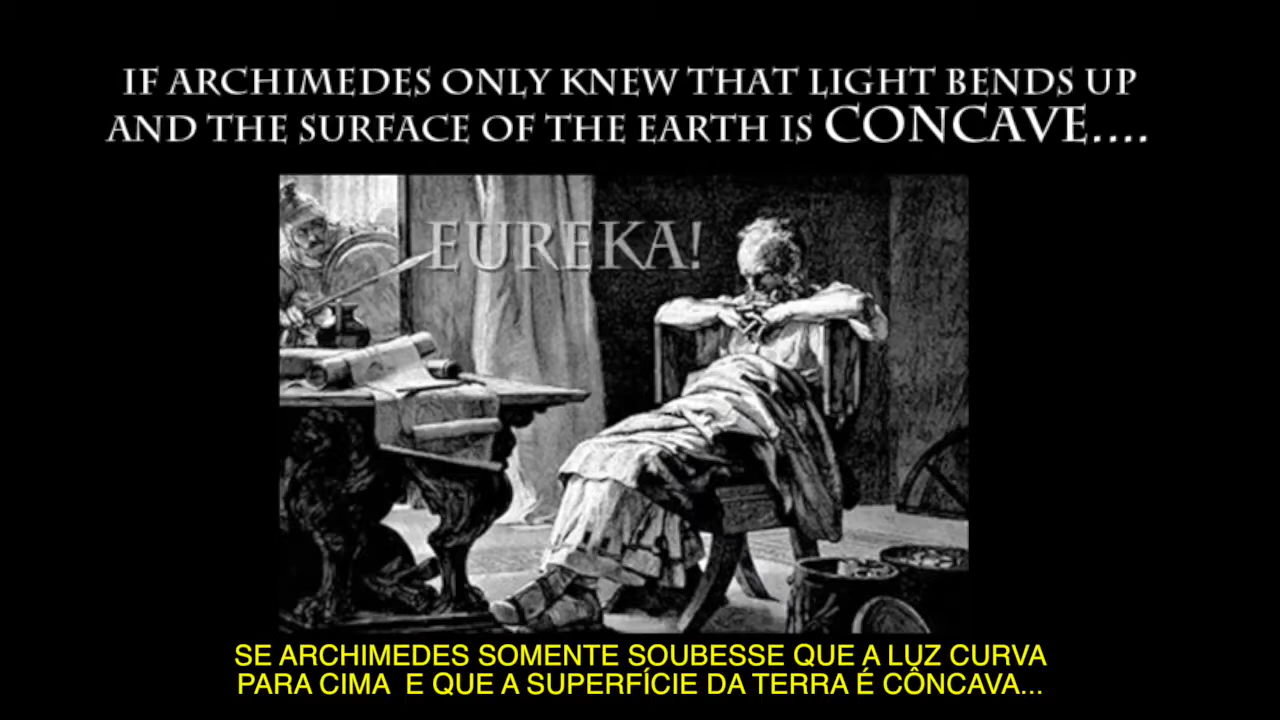 IF ARCHIMEDES ONLY KNEW THAT LIGHT BENDS UP
AND THE SURFACE OF THE EARTH IS CONCAVE....
EUREKA!
SE ARCHIMEDES SOMENTE SOUBESSE QUE A LUZ CURVA
PARA CIMA  E QUE A SUPERFÍCIE DA TERRA É CÔNCAVA...